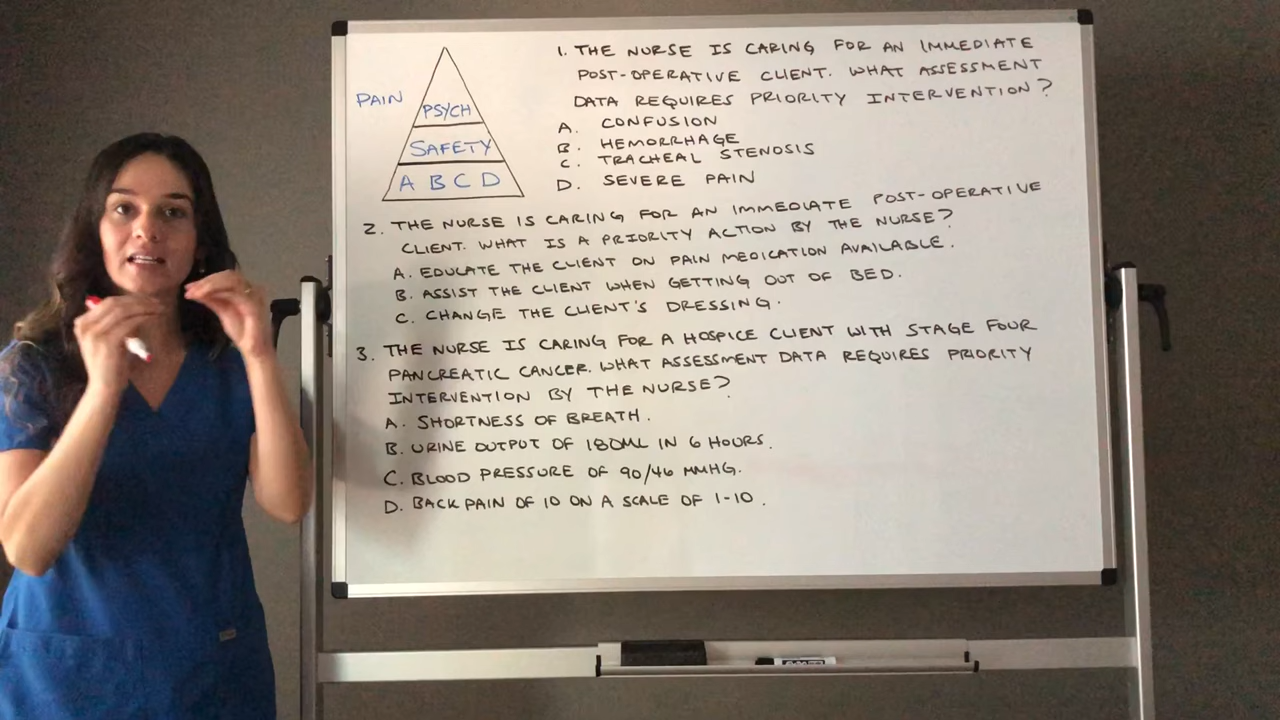 PAIN
PSYCH
SAFETY
A B C D
1. THE NURSE IS CARING FOR AN IMMEDIATE
POST-OPERATIVE CLIENT. WHAT ASSESSMENT
DATA REQUIRES PRIORITY INTERVENTION?
A. CONFUSION
B. HEMORRHAGE
C. TRACHEAL STENOSIS
D. SEVERE PAIN
2. THE NURSE IS CARING FOR AN IMMEDIATE POST-OPERATIVE
CLIENT. WHAT IS A PRIORITY ACTION BY THE NURSE?
A. EDUCATE THE CLIENT ON PAIN MEDICATION AVAILABLE.
B. ASSIST THE CLIENT WHEN GETTING OUT OF BED.
C. CHANGE THE CLIENT'S DRESSING.
3. THE NURSE IS CARING FOR A HOSPICE CLIENT WITH STAGE FOUR
PANCREATIC CANCER. WHAT ASSESSMENT DATA REQUIRES PRIORITY
INTERVENTION BY THE NURSE?
A. SHORTNESS OF BREATH.
B. URINE OUTPUT OF 180ML IN 6 HOURS.
C. BLOOD PRESSURE OF 90/46 MMHG.
D. BACK PAIN OF 10 ON A SCALE OF 1-10.